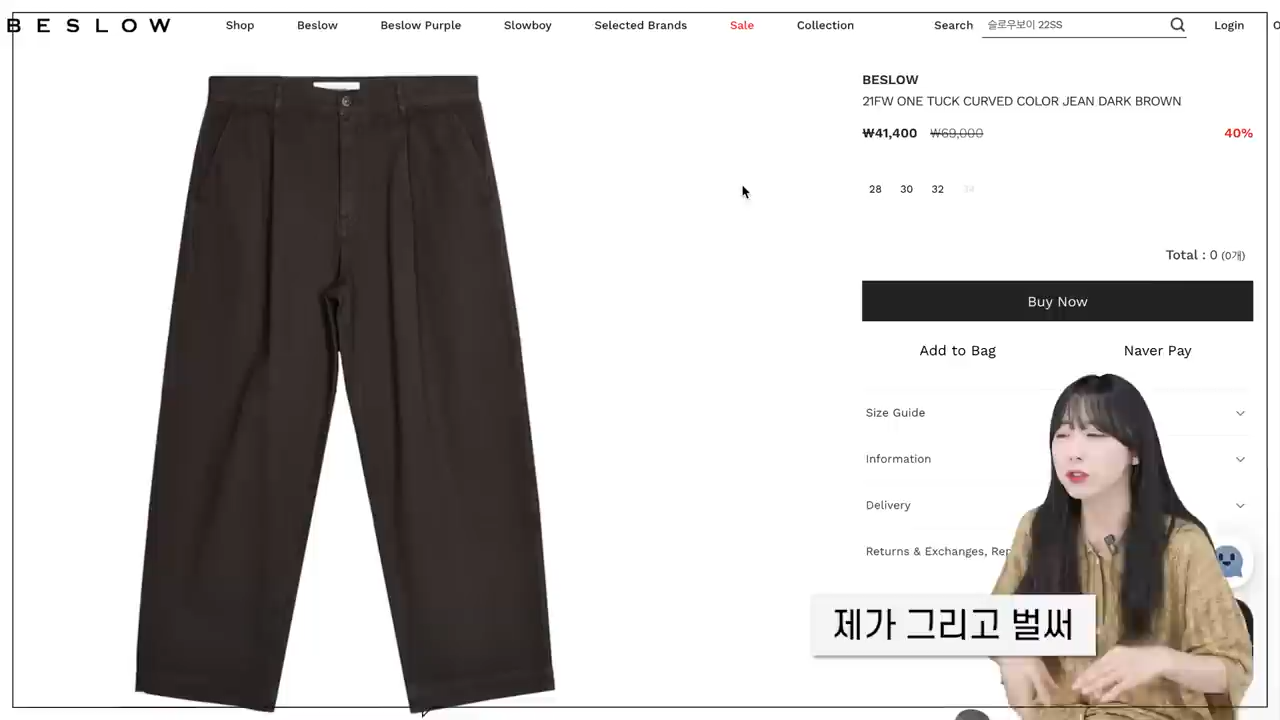 BESLOW
Shop Beslow Beslow Purple Slowboy Selected Brands Sale Collection Search 슬로우보이 22SS Login
BESLOW
21FW ONE TUCK CURVED COLOR JEAN DARK BROWN
₩41,400 ₩69,000 40%
28 30 32 34
Total : 0 (0개)
Buy Now
Add to Bag Naver Pay
Size Guide
Information
Delivery
Returns & Exchanges,
제가 그리고 벌써